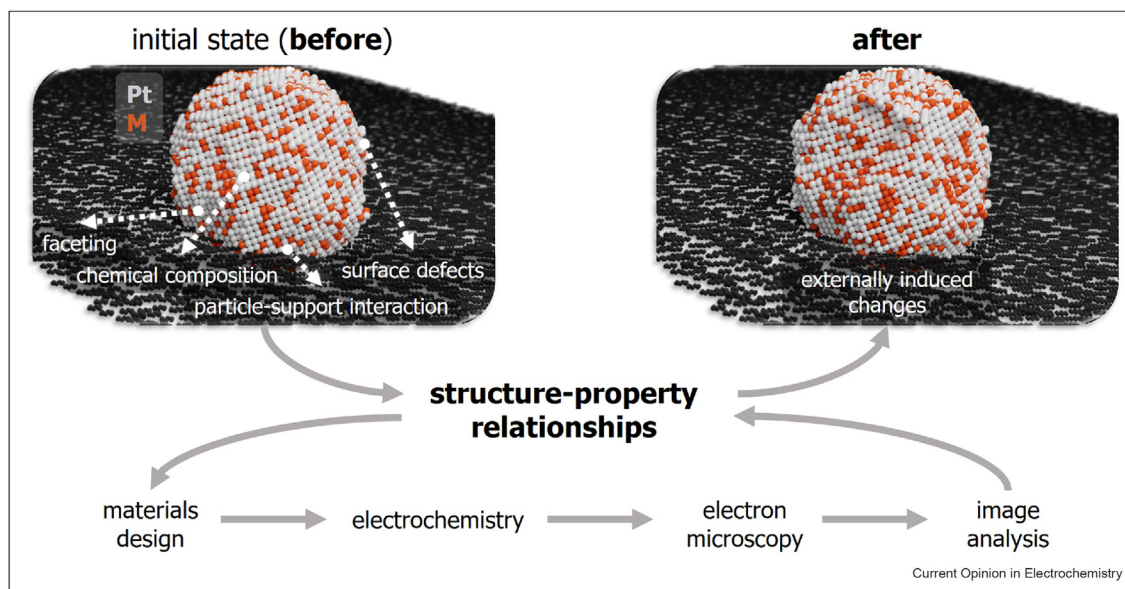 initial state (before)
after
Pt
M
faceting
chemical composition
surface defects
particle-support interaction
externally induced
changes
structure-property
relationships
materials
design
electrochemistry
electron
microscopy
image
analysis
Current Opinion in Electrochemistry